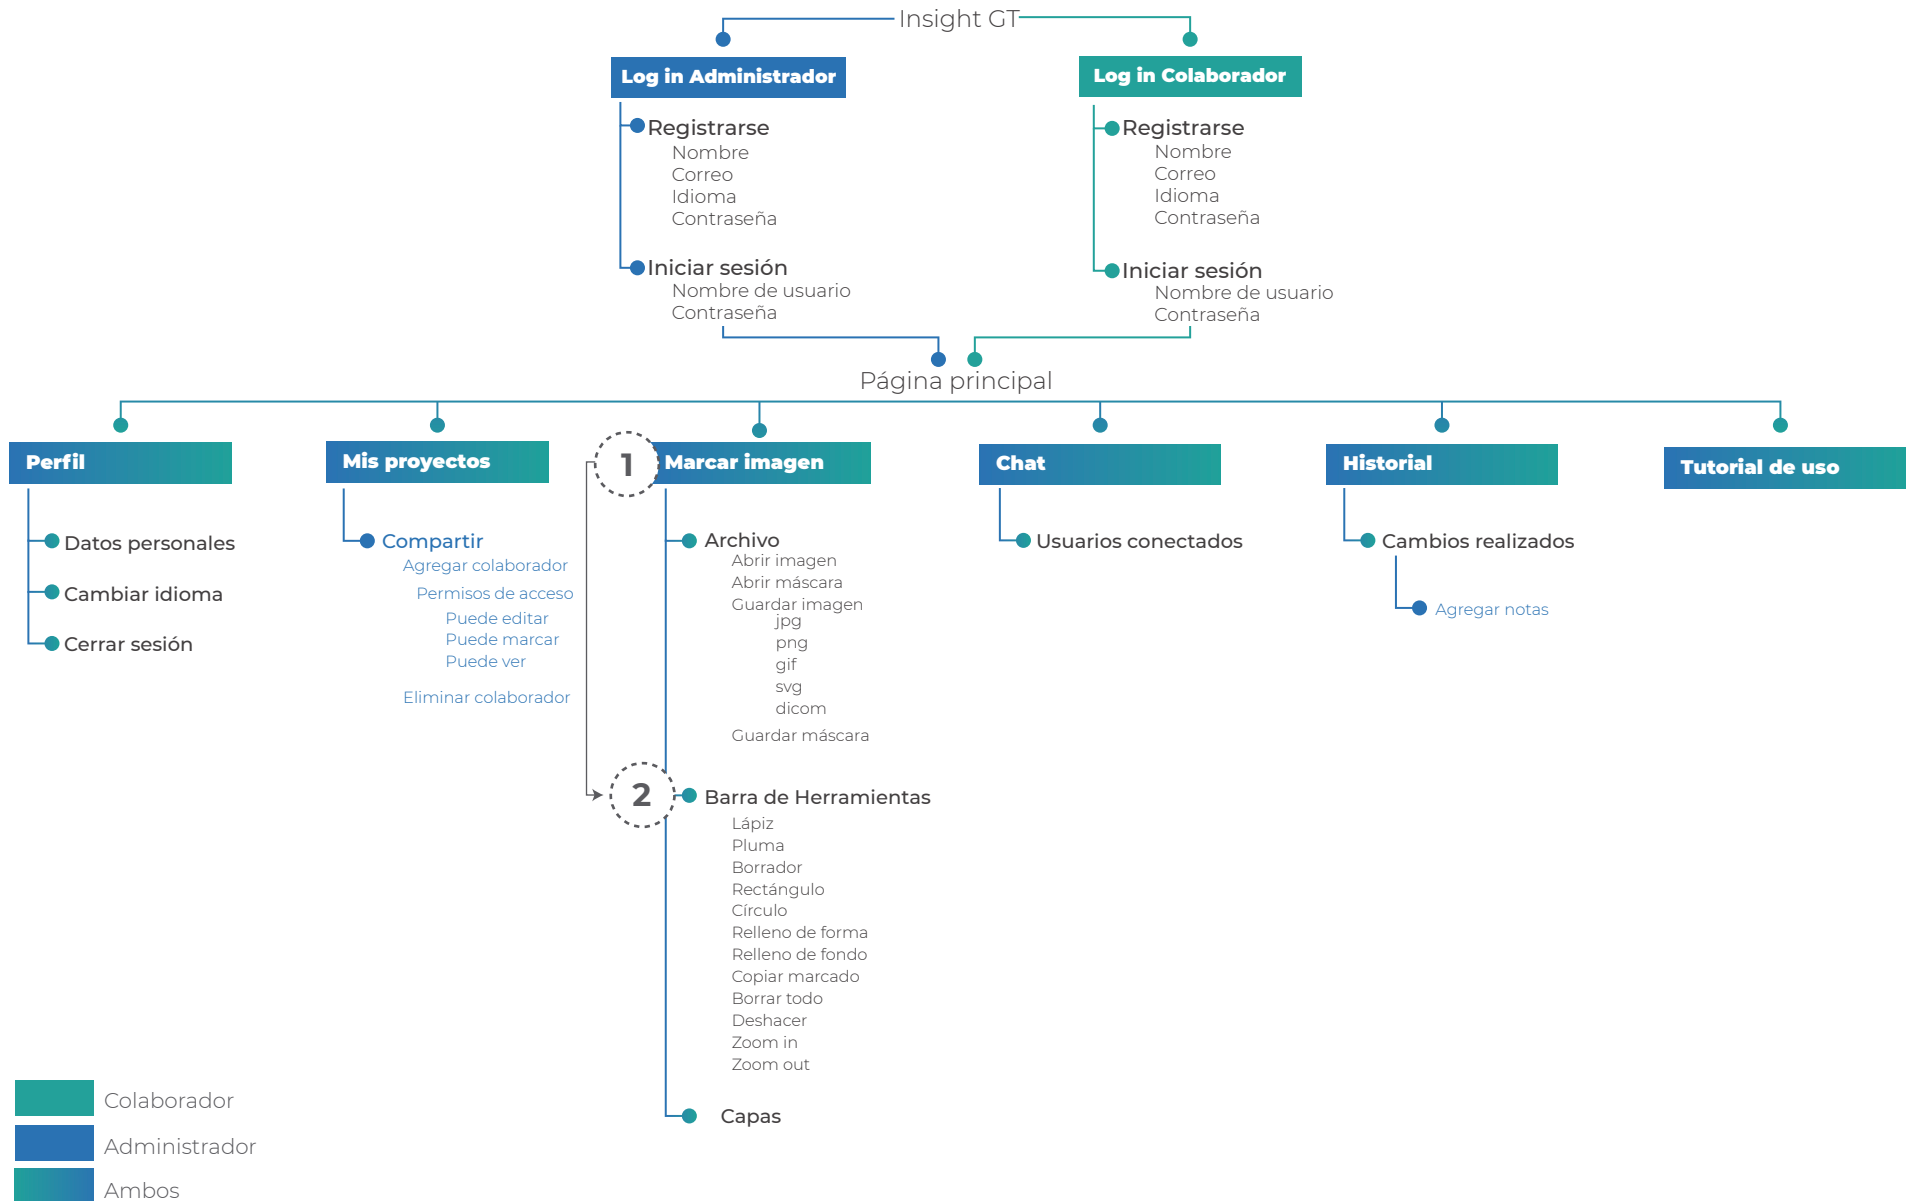 Insight GT
Log in Administrador
Registrarse
Nombre
Correo
Idioma
Contraseña
Iniciar sesión
Nombre de usuario
Contraseña
Log in Colaborador
Registrarse
Nombre
Correo
Idioma
Contraseña
Iniciar sesión
Nombre de usuario
Contraseña
Página principal
Perfil
Datos personales
Cambiar idioma
Cerrar sesión
Mis proyectos
Compartir
Agregar colaborador
Permisos de acceso
Puede editar
Puede marcar
Puede ver
Eliminar colaborador
1
Marcar imagen
Archivo
Abrir imagen
Abrir máscara
Guardar imagen
jpg
png
gif
svg
dicom
Guardar máscara
2
Barra de Herramientas
Lápiz
Pluma
Borrador
Rectángulo
Círculo
Relleno de forma
Relleno de fondo
Copiar marcado
Borrar todo
Deshacer
Zoom in
Zoom out
Capas
Chat
Usuarios conectados
Historial
Cambios realizados
Agregar notas
Tutorial de uso
Colaborador
Administrador
Ambos